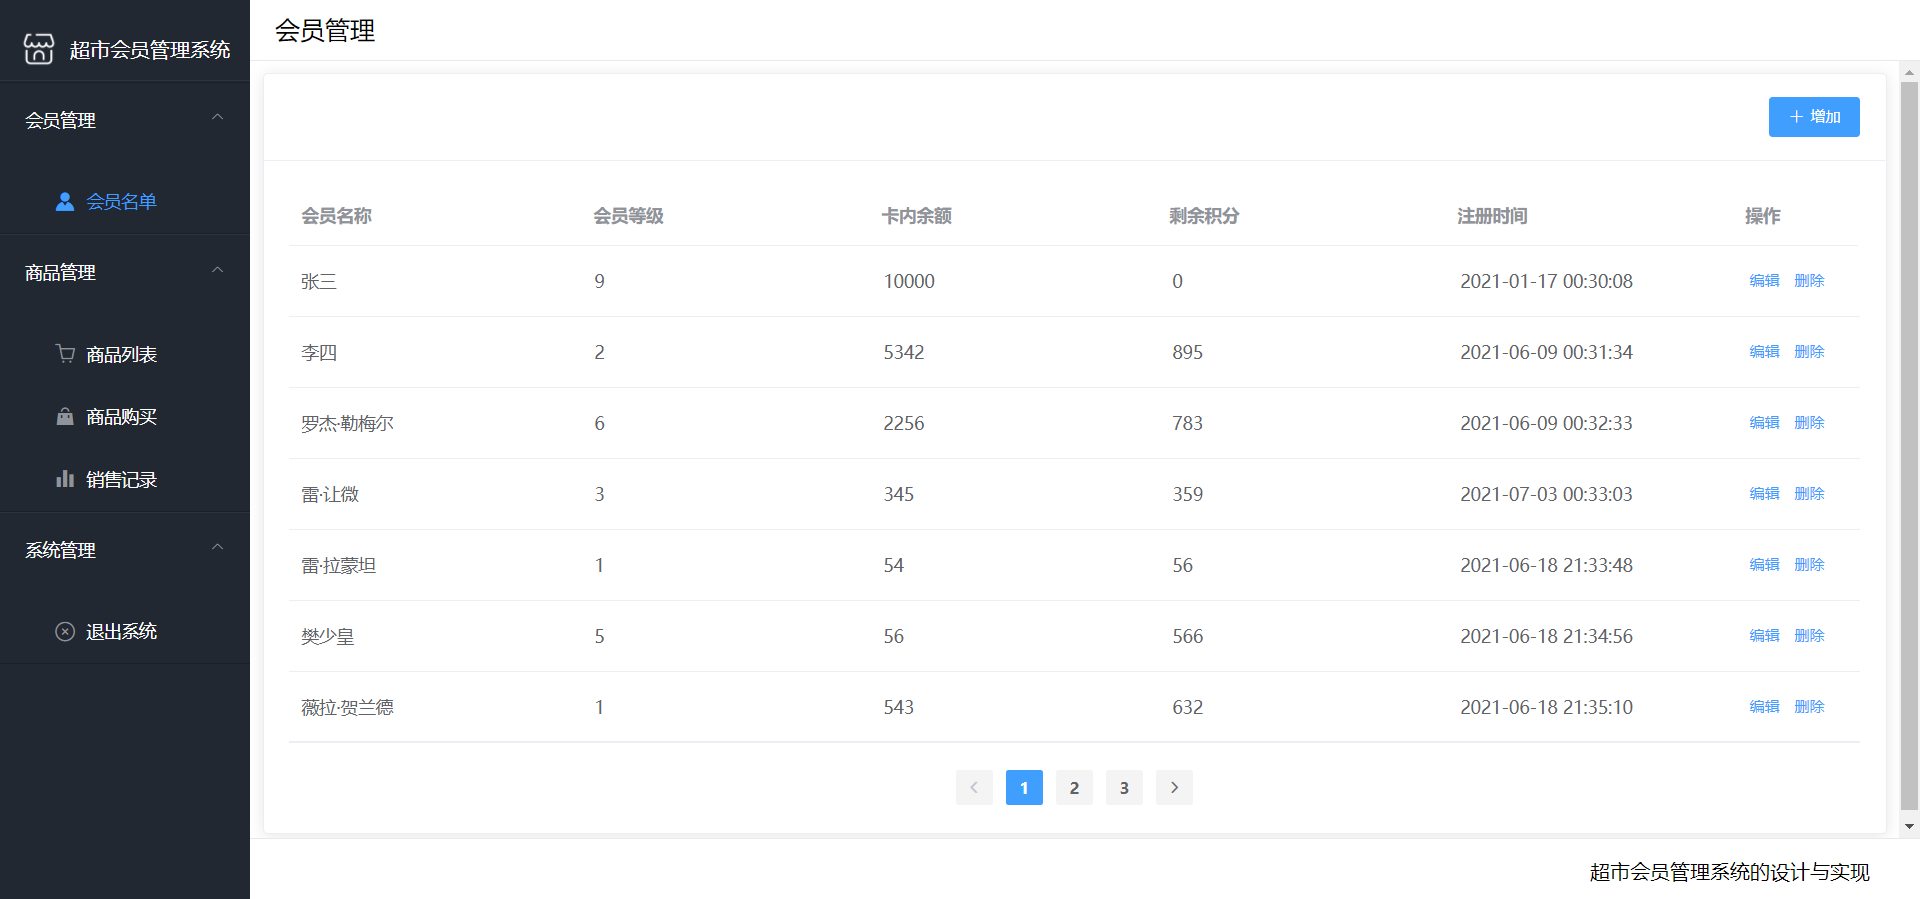 超市会员管理系统
会员管理
会员名单
商品管理
商品列表
商品购买
销售记录
系统管理
退出系统
会员管理
增加
会员名称 会员等级 卡内余额 剩余积分 注册时间 操作
张三 9 10000 0 2021-01-17 00:30:08 编辑 删除
李四 2 5342 895 2021-06-09 00:31:34 编辑 删除
罗杰·勒梅尔 6 2256 783 2021-06-09 00:32:33 编辑 删除
雷·让微 3 345 359 2021-07-03 00:33:03 编辑 删除
雷·拉蒙坦 1 54 56 2021-06-18 21:33:48 编辑 删除
樊少皇 5 56 566 2021-06-18 21:34:56 编辑 删除
薇拉·贺兰德 1 543 632 2021-06-18 21:35:10 编辑 删除
1 2 3
超市会员管理系统的设计与实现